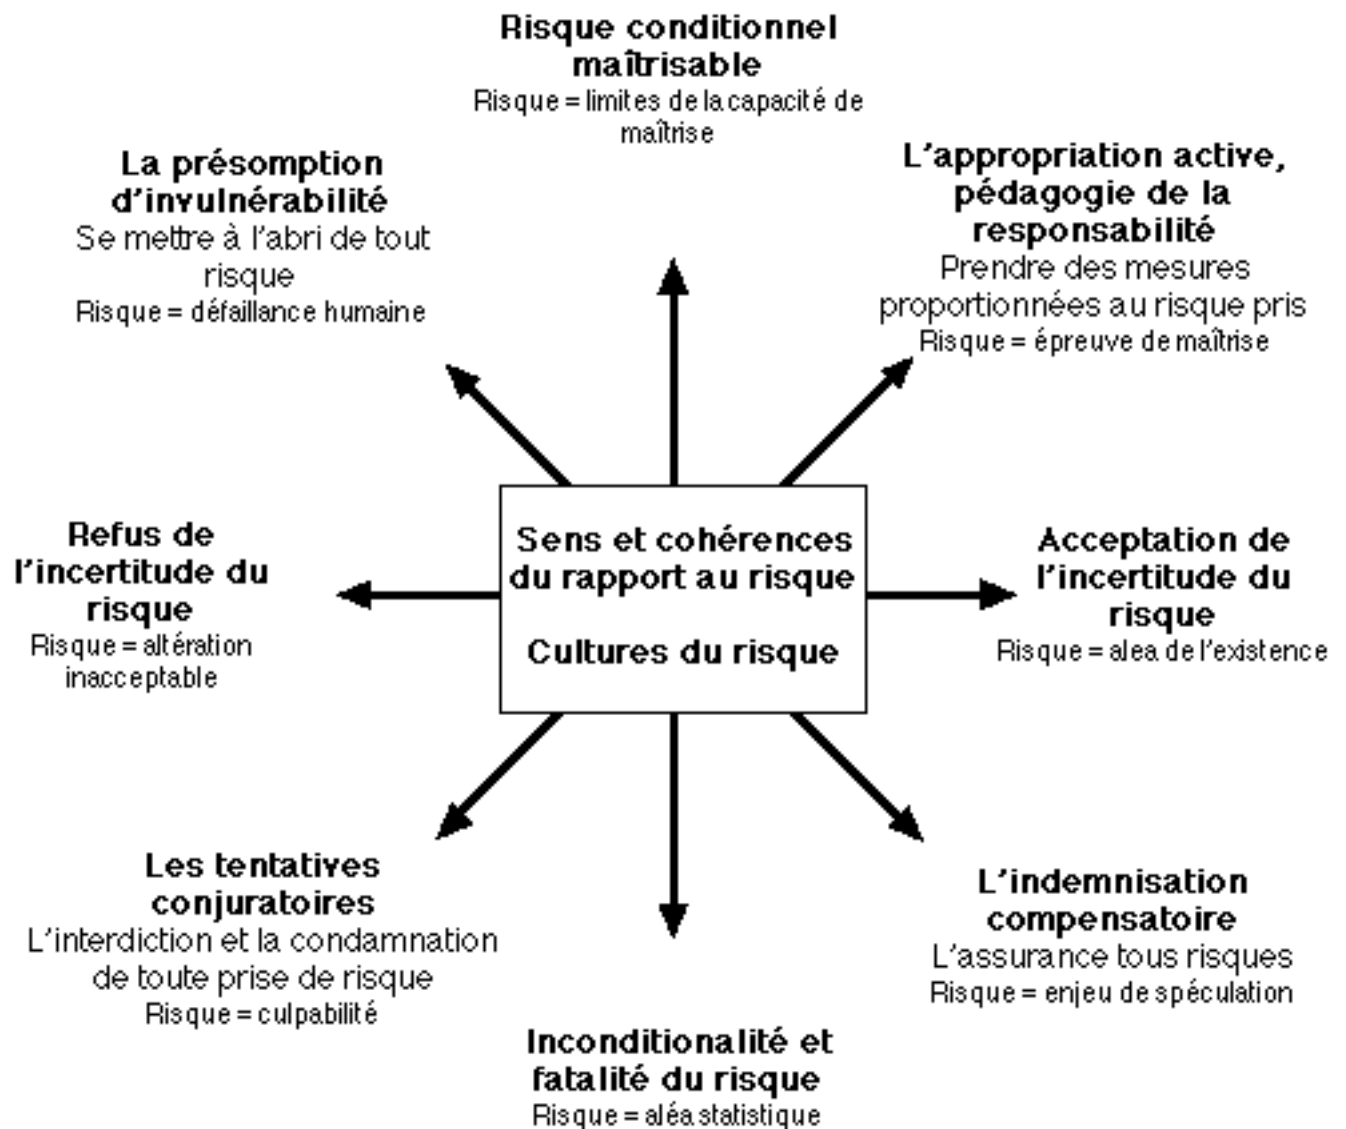 Risque conditionnel
maîtrisable
Risque = limites de la capacité de
maîtrise
La présomption
d'invulnérabilité
Se mettre à l'abri de tout
risque
Risque = défaillance humaine
L'appropriation active,
pédagogie de la
responsabilité
Prendre des mesures
proportionnées au risque pris
Risque = épreuve de maîtrise
Refus de
l'incertitude du
risque
Risque = altération
inacceptable
Sens et cohérences
du rapport au risque
Cultures du risque
Acceptation de
l'incertitude du
risque
Risque = alea de l'existence
Les tentatives
conjuratoires
L'interdiction et la condamnation
de toute prise de risque
Risque = culpabilité
L'indemnisation
compensatoire
L'assurance tous risques
Risque = enjeu de spéculation
Inconditionalité et
fatalité du risque
Risque = aléa statistique